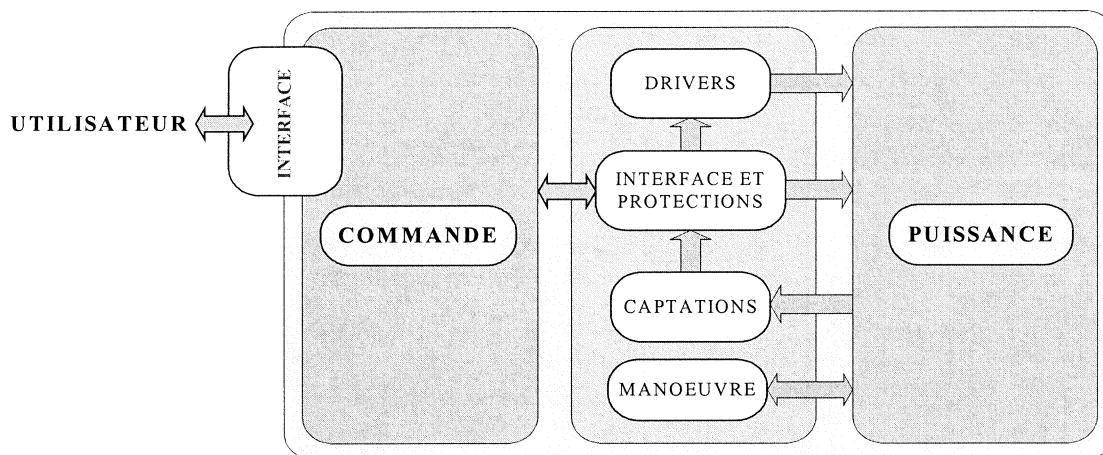 UTILISATEUR
INTERFACE
COMMANDE
DRIVERS
INTERFACE ET
PROTECTIONS
CAPTATIONS
MANOEUVRE
PUISSANCE